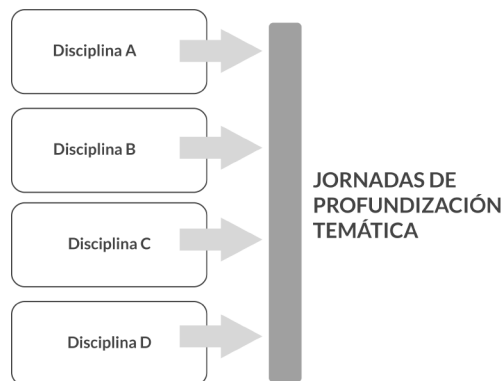 Disciplina A
Disciplina B
Disciplina C
Disciplina D
JORNADAS DE
PROFUNDIZACIÓN
TEMÁTICA